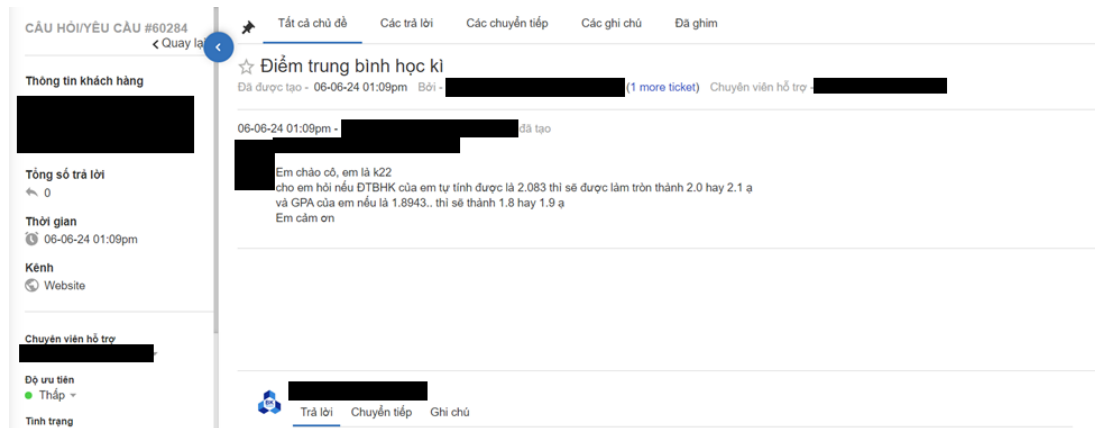 CÂU HỎI/YÊU CẦU #60284
Quay lại
Thông tin khách hàng
Tổng số trả lời
0
Thời gian
06-06-24 01:09pm
Kênh
Website
Chuyên viên hỗ trợ
Độ ưu tiên
Thấp
Tình trạng
Tất cả chủ đề Các trả lời Các chuyển tiếp Các ghi chú Đã ghim
Điểm trung bình học kì
Đã được tạo - 06-06-24 01:09pm Bởi - (1 more ticket) Chuyên viên hỗ trợ -
06-06-24 01:09pm - đã tạo
Em chào cô, em là k22
cho em hỏi nếu ĐTBHK của em tự tính được là 2.083 thì sẽ được làm tròn thành 2.0 hay 2.1 ạ
và GPA của em nếu là 1.8943.. thì sẽ thành 1.8 hay 1.9 ạ
Em cảm ơn
BK
Trả lời Chuyển tiếp Ghi chú